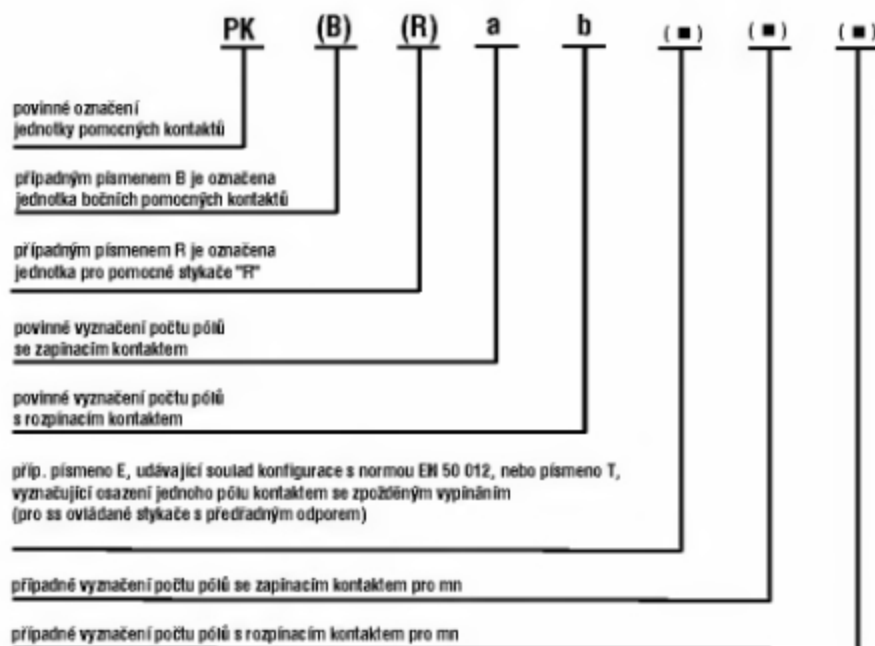 PK (B) (R) a b (■) (■) (■)
povinné označení
jednotky pomocných kontaktů
případným písmenem B je označena
jednotka bočních pomocných kontaktů
případným písmenem R je označena
jednotka pro pomocné stykače "R"
povinné vyznačení počtu pólů
se zapínacím kontaktem
povinné vyznačení počtu pólů
s rozpínacím kontaktem
příp. písmeno E, udávající soulad konfigurace s normou EN 50 012, nebo písmeno T,
vyznačující osazení jednoho pólu kontaktem se zpožděným vypínáním
(pro ss ovládané stykače s předřadným odporem)
případné vyznačení počtu pólů se zapínacím kontaktem pro mn
případné vyznačení počtu pólů s rozpínacím kontaktem pro mn